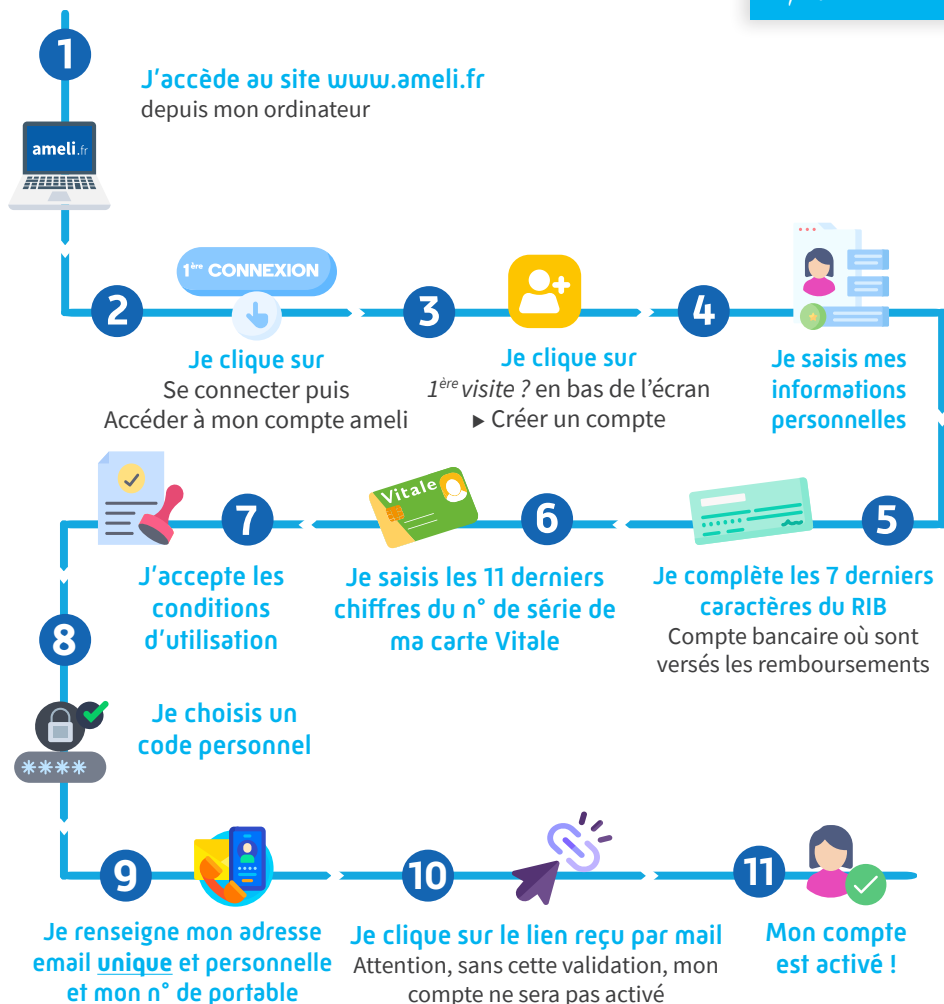 1
J'accède au site www.ameli.fr
depuis mon ordinateur
ameli.fr
1ère CONNEXION
2
Je clique sur
Se connecter puis
Accéder à mon compte ameli
3
Je clique sur
1ère visite ? en bas de l'écran
▶ Créer un compte
4
Je saisis mes
informations
personnelles
5
Je complète les 7 derniers
caractères du RIB
Compte bancaire où sont
versés les remboursements
Vitale
6
Je saisis les 11 derniers
chiffres du n° de série de
ma carte Vitale
7
J'accepte les
conditions
d'utilisation
8
Je choisis un
code personnel
****
9
Je renseigne mon adresse
email unique et personnelle
et mon n° de portable
10
Je clique sur le lien reçu par mail
Attention, sans cette validation, mon
compte ne sera pas activé
11
Mon compte
est activé !